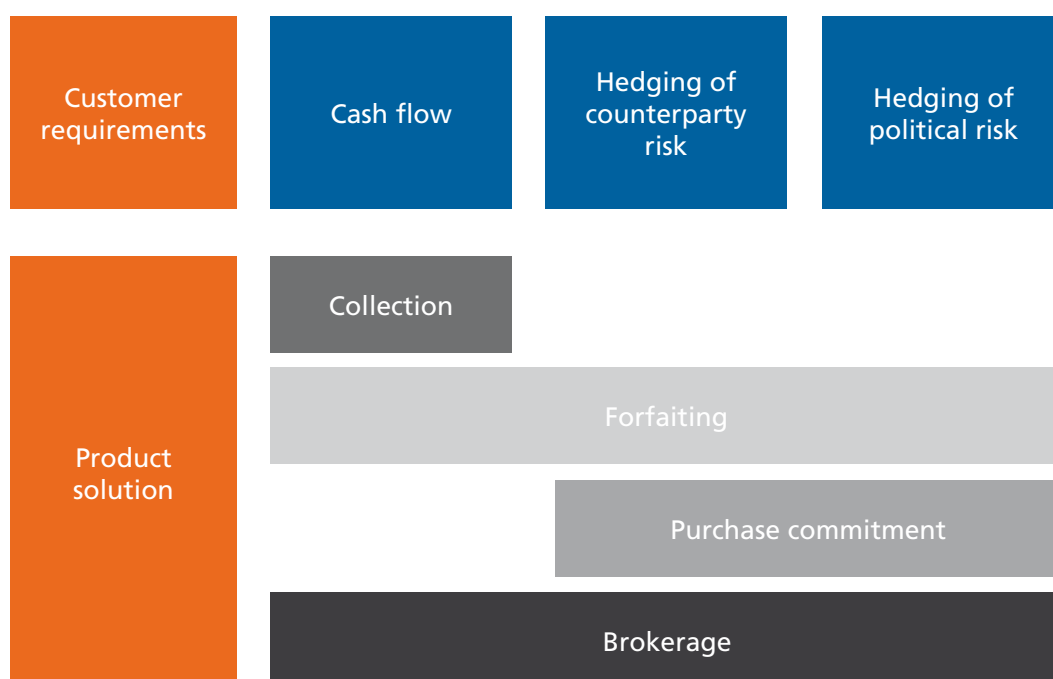 Customer
requirements
Cash flow
Hedging of
counterparty
risk
Hedging of
political risk
Product
solution
Collection
Forfaiting
Purchase commitment
Brokerage